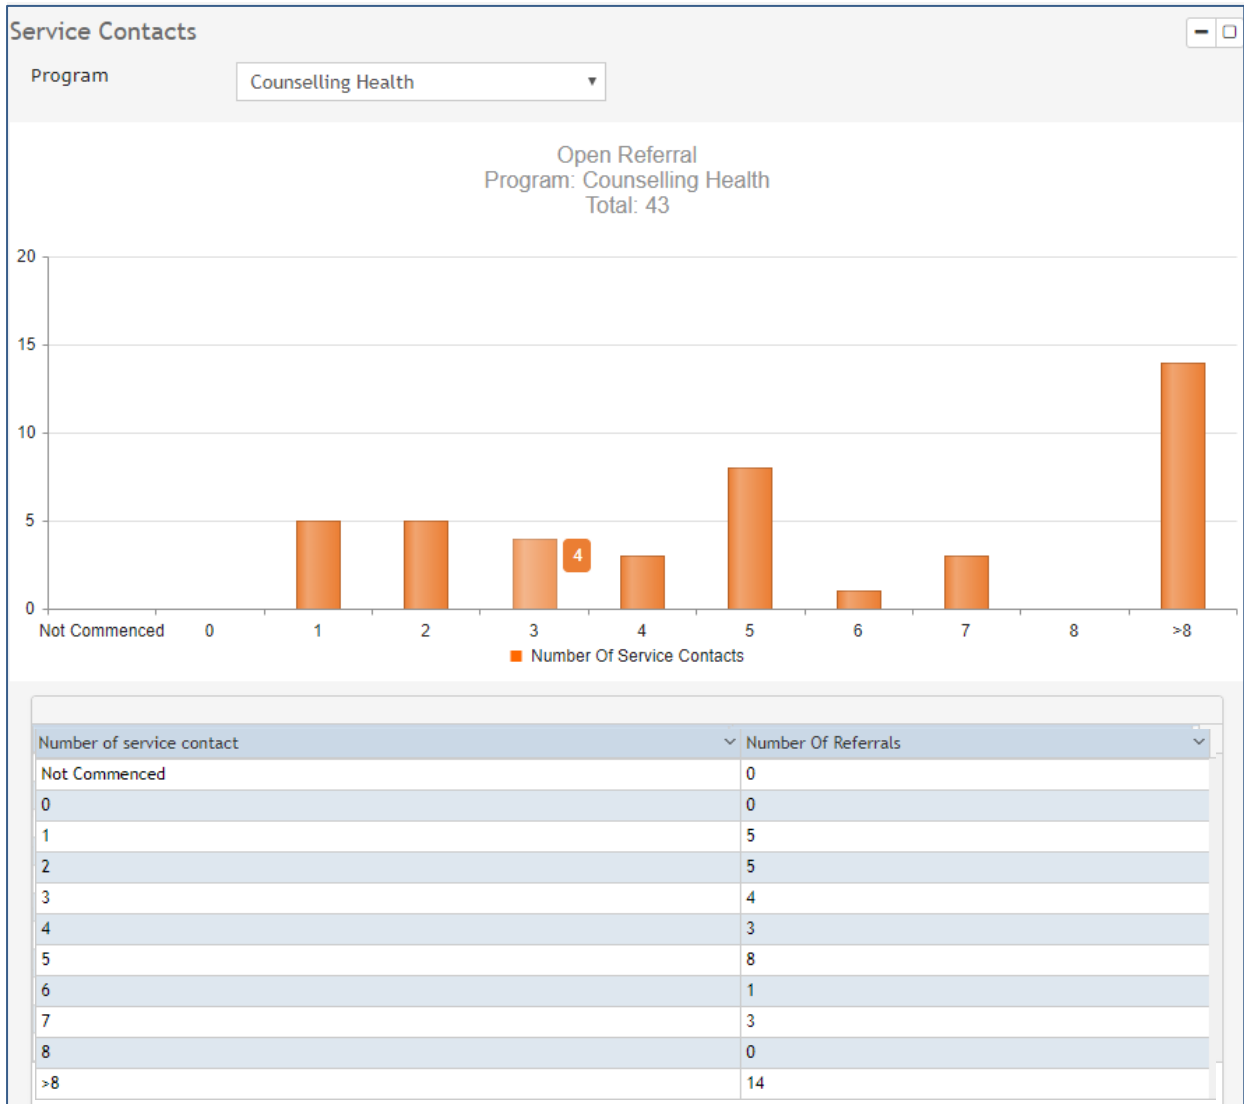 Service Contacts
Program
Counselling Health
Open Referral
Program: Counselling Health
Total: 43
20
15
10
5
0
4
Not Commenced 0 1 2 3 4 5 6 7 8 >8
Number Of Service Contacts
Number of service contact Number Of Referrals
Not Commenced 0
0 0
1 5
2 5
3 4
4 3
5 8
6 1
7 3
8 0
>8 14